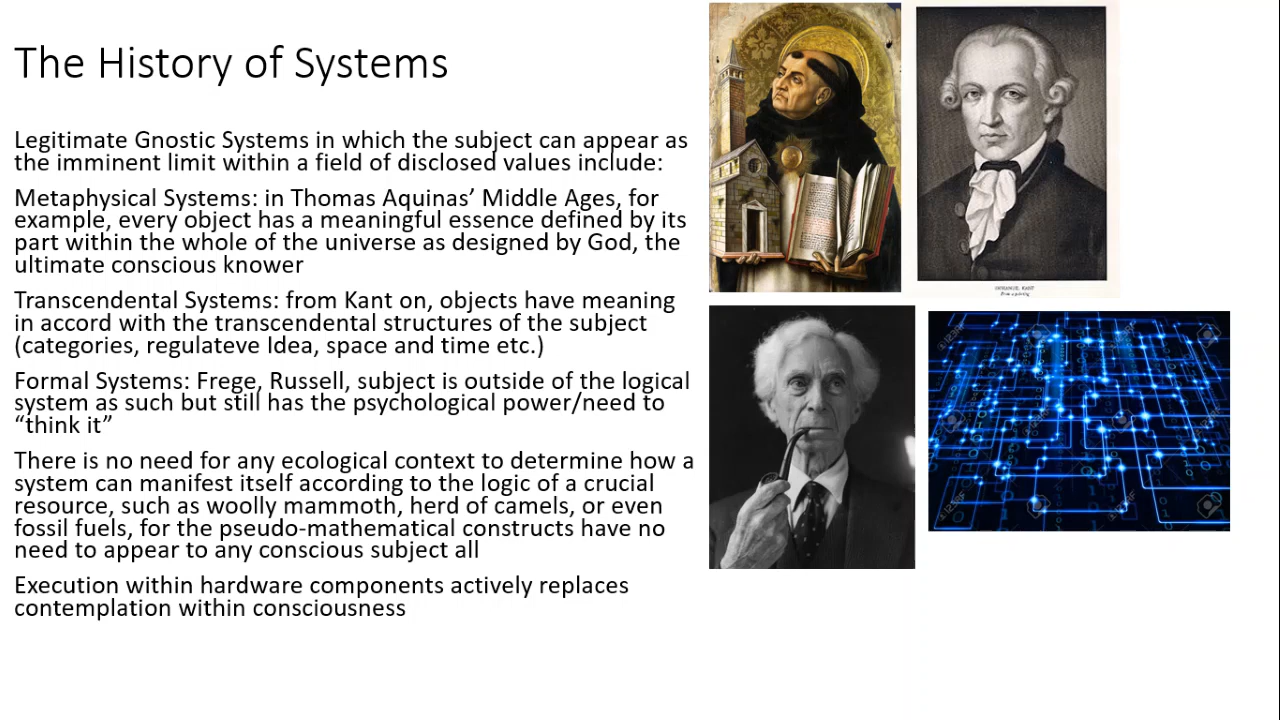 The History of Systems
Legitimate Gnostic Systems in which the subject can appear as
the imminent limit within a field of disclosed values include:
Metaphysical Systems: in Thomas Aquinas’ Middle Ages, for
example, every object has a meaningful essence defined by its
part within the whole of the universe as designed by God, the
ultimate conscious knower
Transcendental Systems: from Kant on, objects have meaning
in accord with the transcendental structures of the subject
(categories, regulateve Idea, space and time etc.)
Formal Systems: Frege, Russell, subject is outside of the logical
system as such but still has the psychological power/need to
“think it”
There is no need for any ecological context to determine how a
system can manifest itself according to the logic of a crucial
resource, such as woolly mammoth, herd of camels, or even
fossil fuels, for the pseudo-mathematical constructs have no
need to appear to any conscious subject all
Execution within hardware components actively replaces
contemplation within consciousness
IMMANUEL KANT
123RF